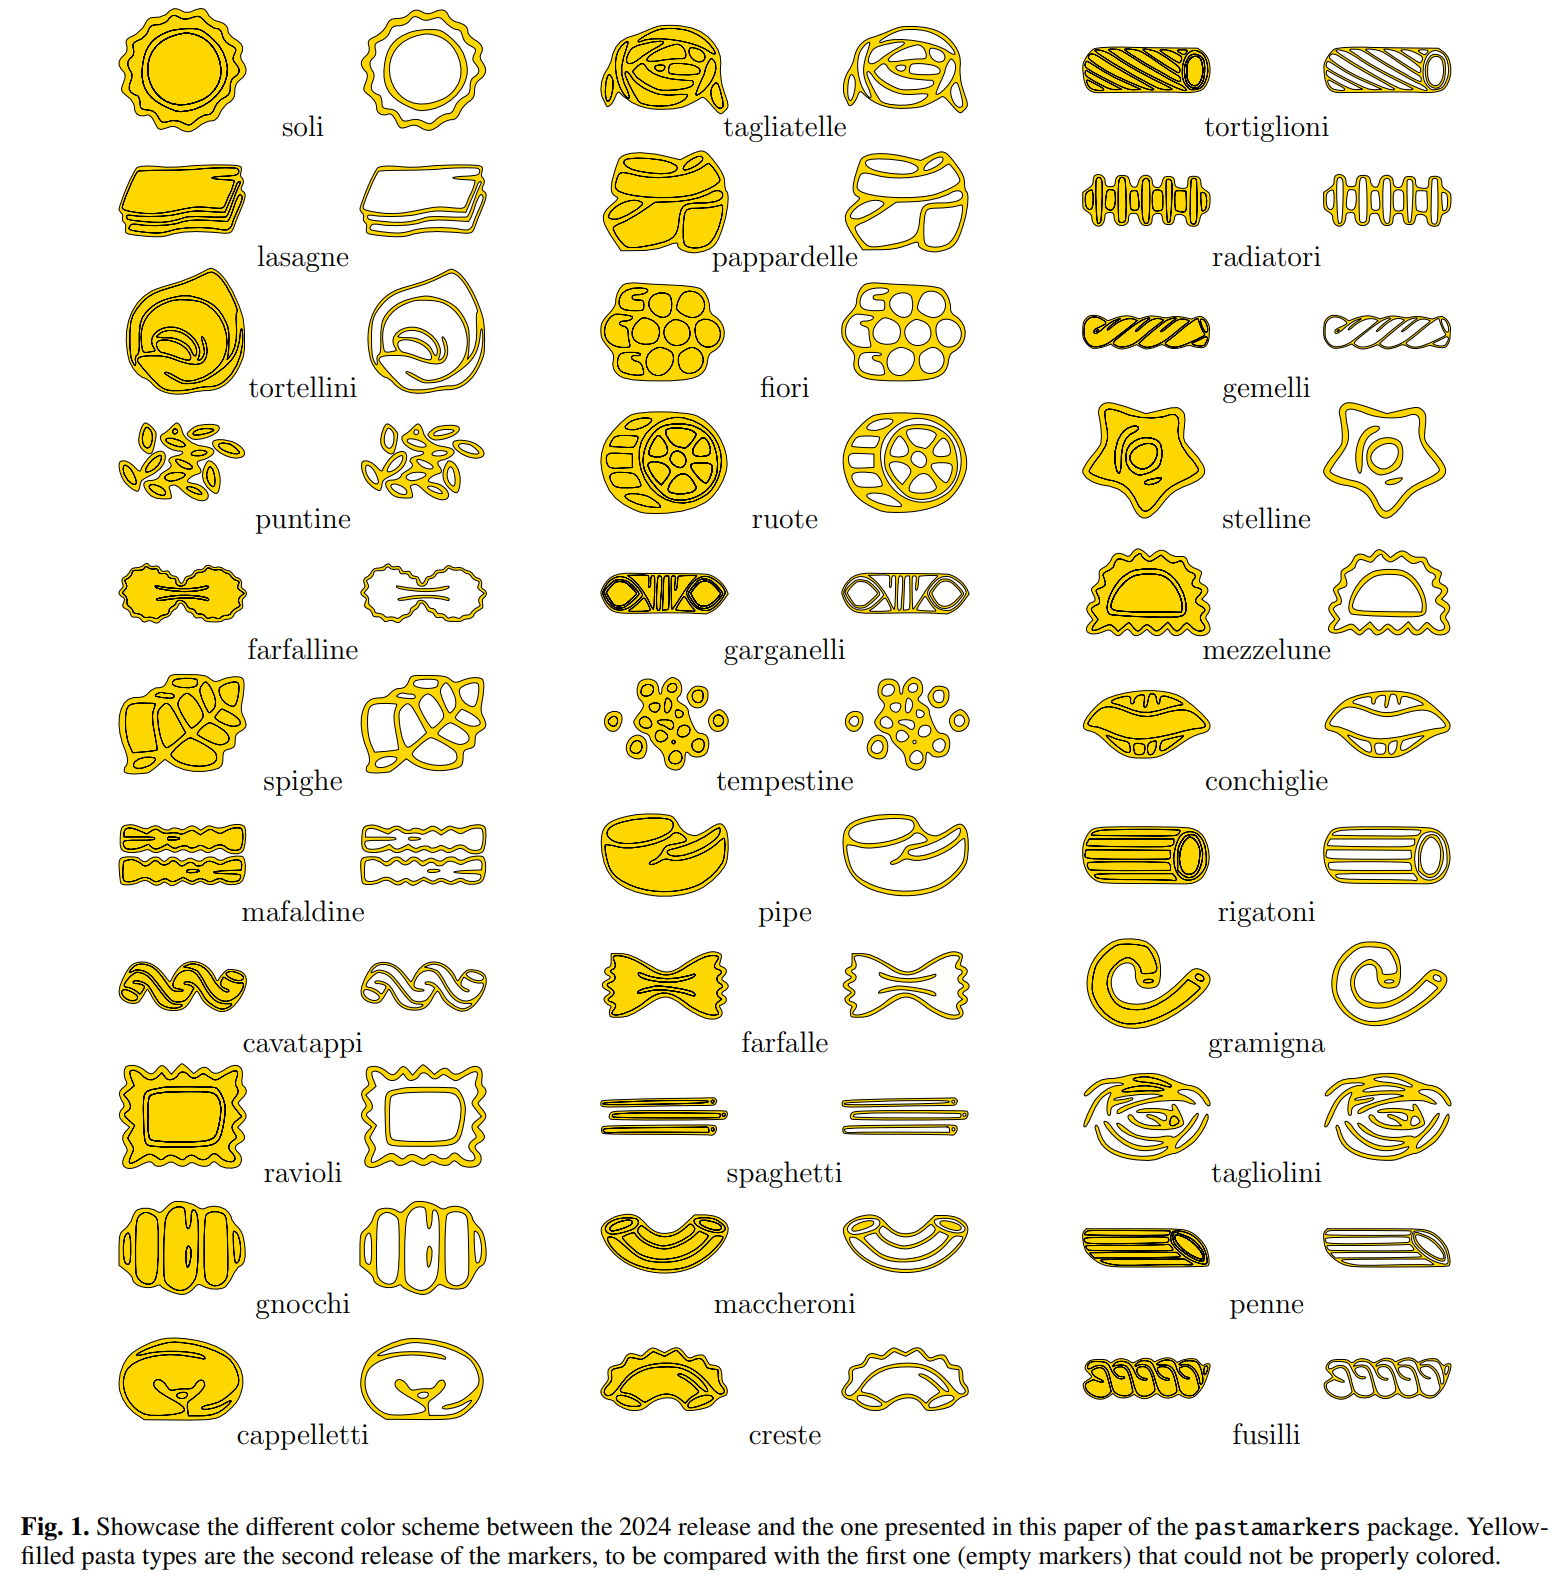 soli
tagliatelle
tortiglioni
lasagne
pappardelle
radiatori
tortellini
fiori
gemelli
puntine
ruote
stelline
farfalline
garganelli
mezzelune
spighe
tempestine
conchiglie
mafaldine
pipe
rigatoni
cavatappi
farfalle
gramigna
ravioli
spaghetti
tagliolini
gnocchi
maccheroni
penne
cappelletti
creste
fusilli
Fig. 1. Showcase the different color scheme between the 2024 release and the one presented in this paper of the pastamarkers package. Yellow-
filled pasta types are the second release of the markers, to be compared with the first one (empty markers) that could not be properly colored.